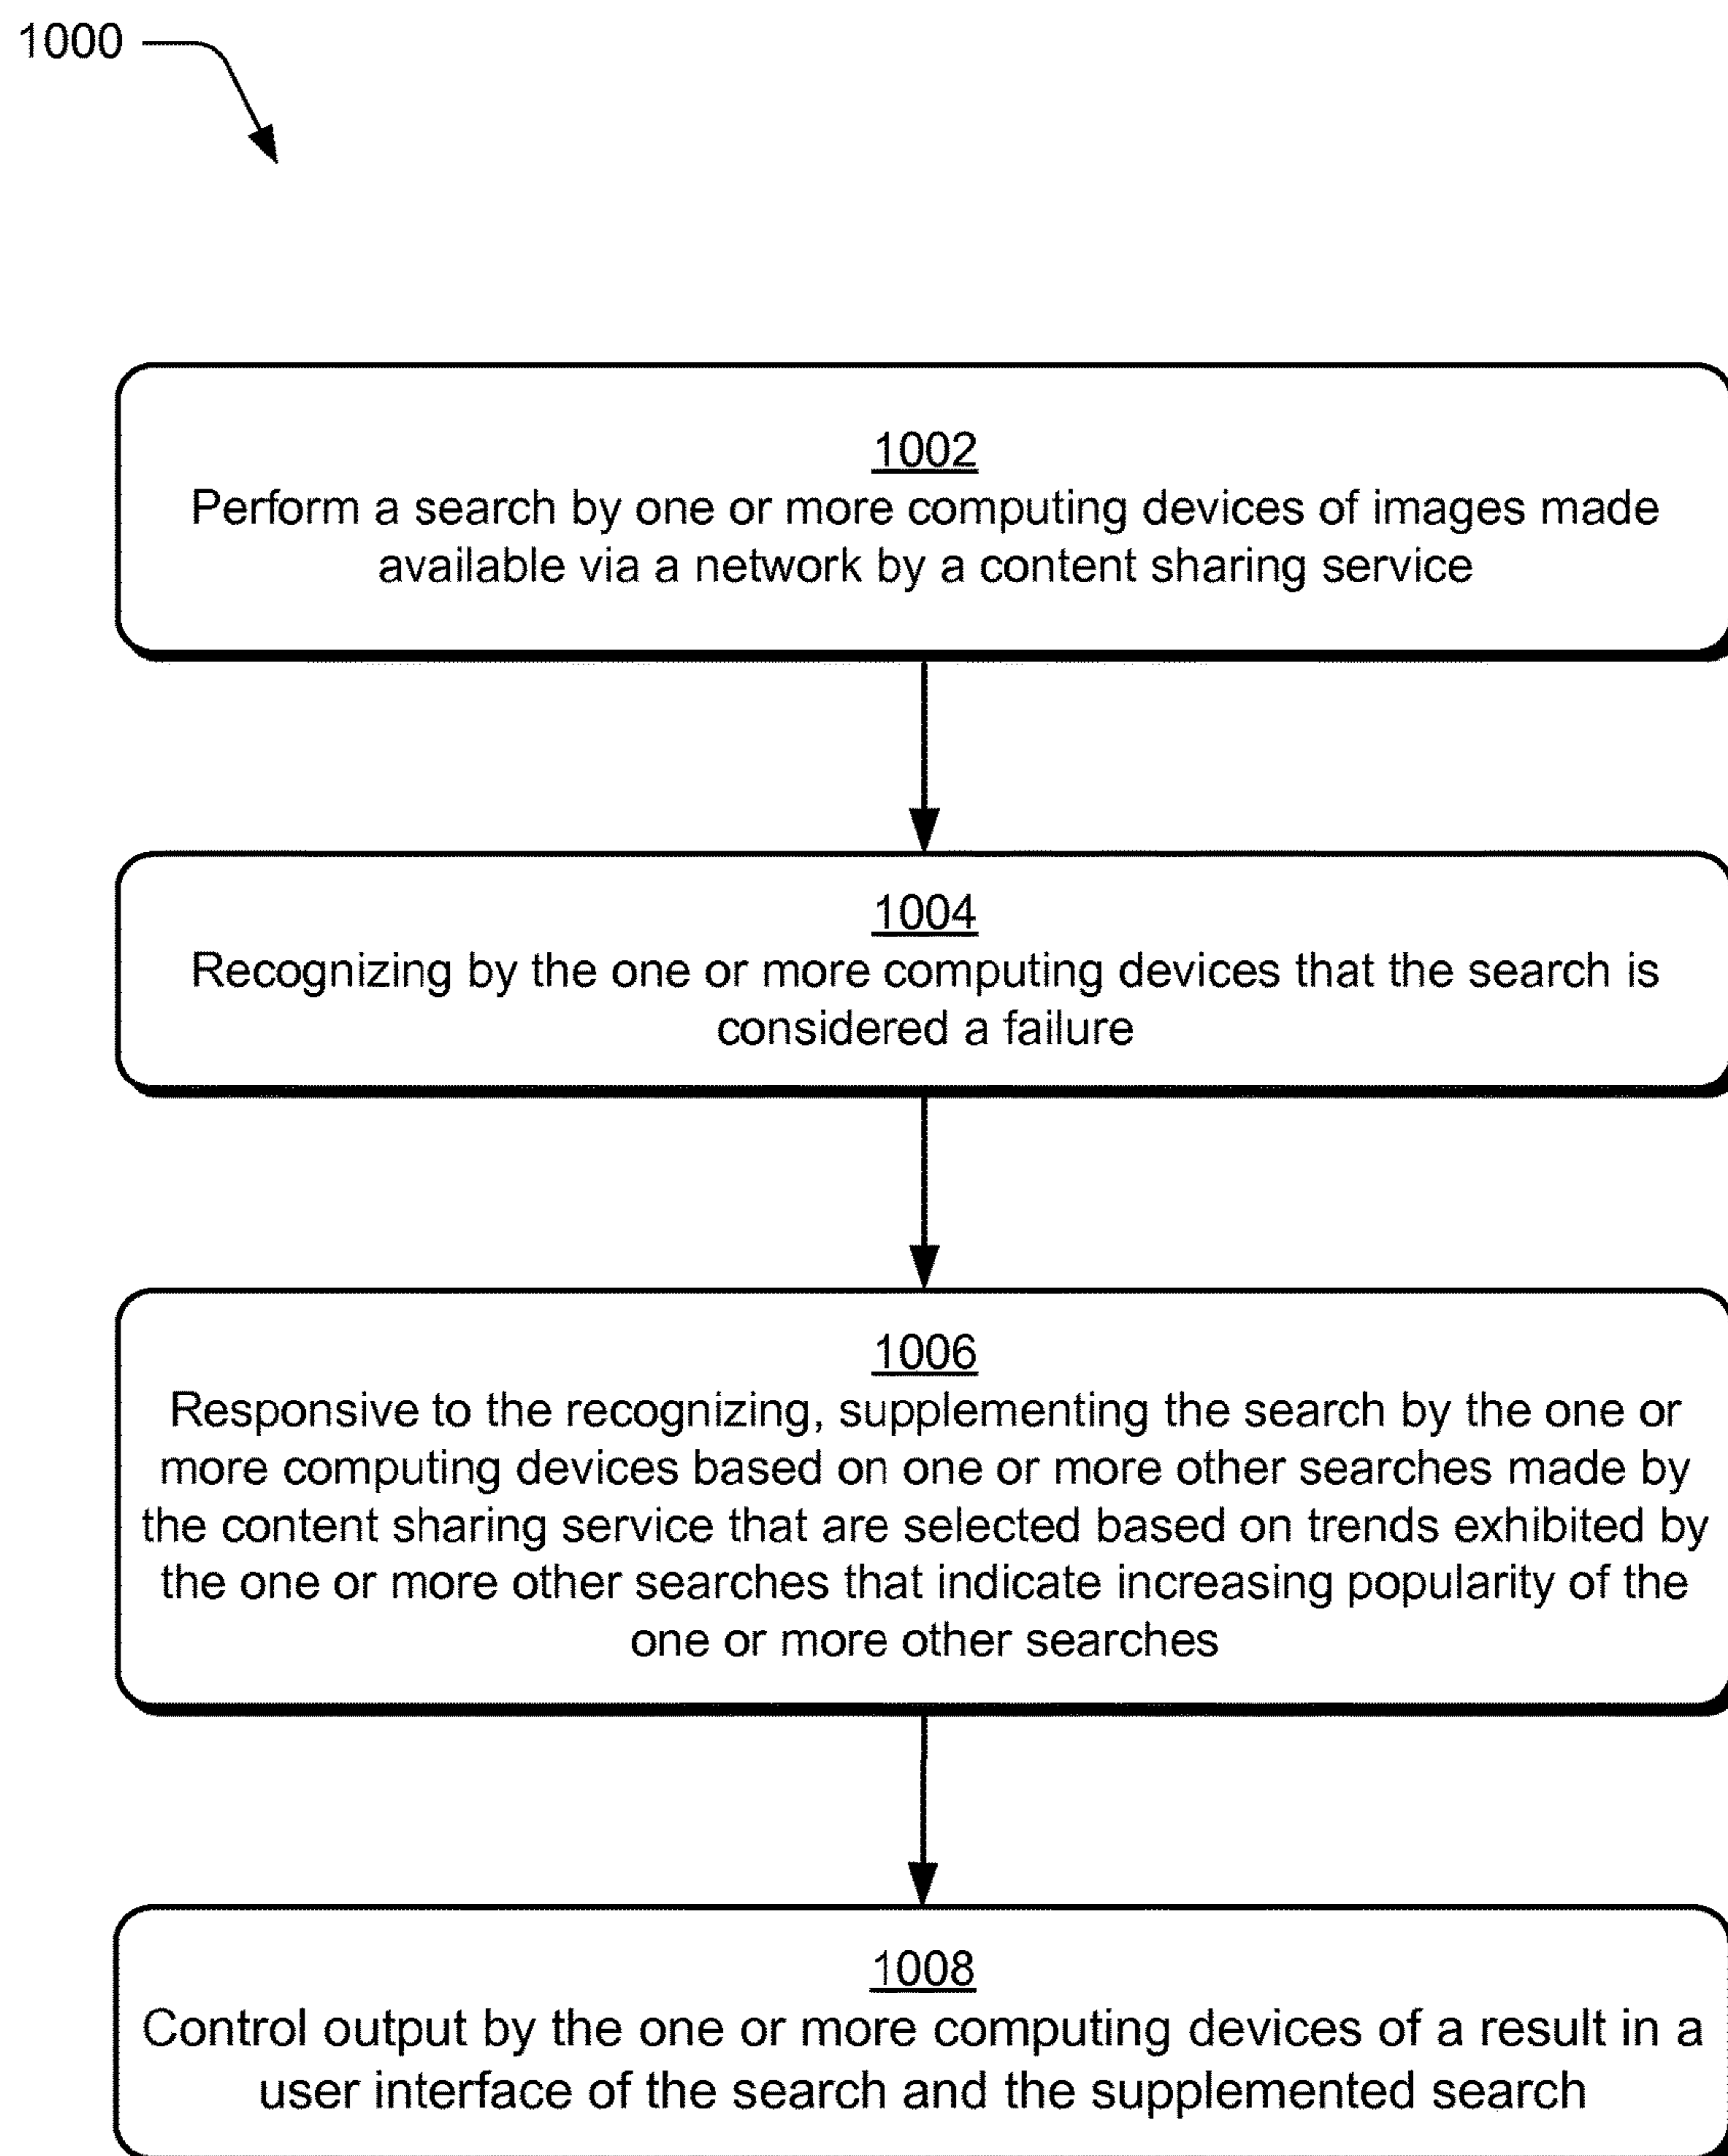 1000
1002
Perform a search by one or more computing devices of images made
available via a network by a content sharing service
1004
Recognizing by the one or more computing devices that the search is
considered a failure
1006
Responsive to the recognizing, supplementing the search by the one or
more computing devices based on one or more other searches made by
the content sharing service that are selected based on trends exhibited by
the one or more other searches that indicate increasing popularity of the
one or more other searches
1008
Control output by the one or more computing devices of a result in a
user interface of the search and the supplemented search